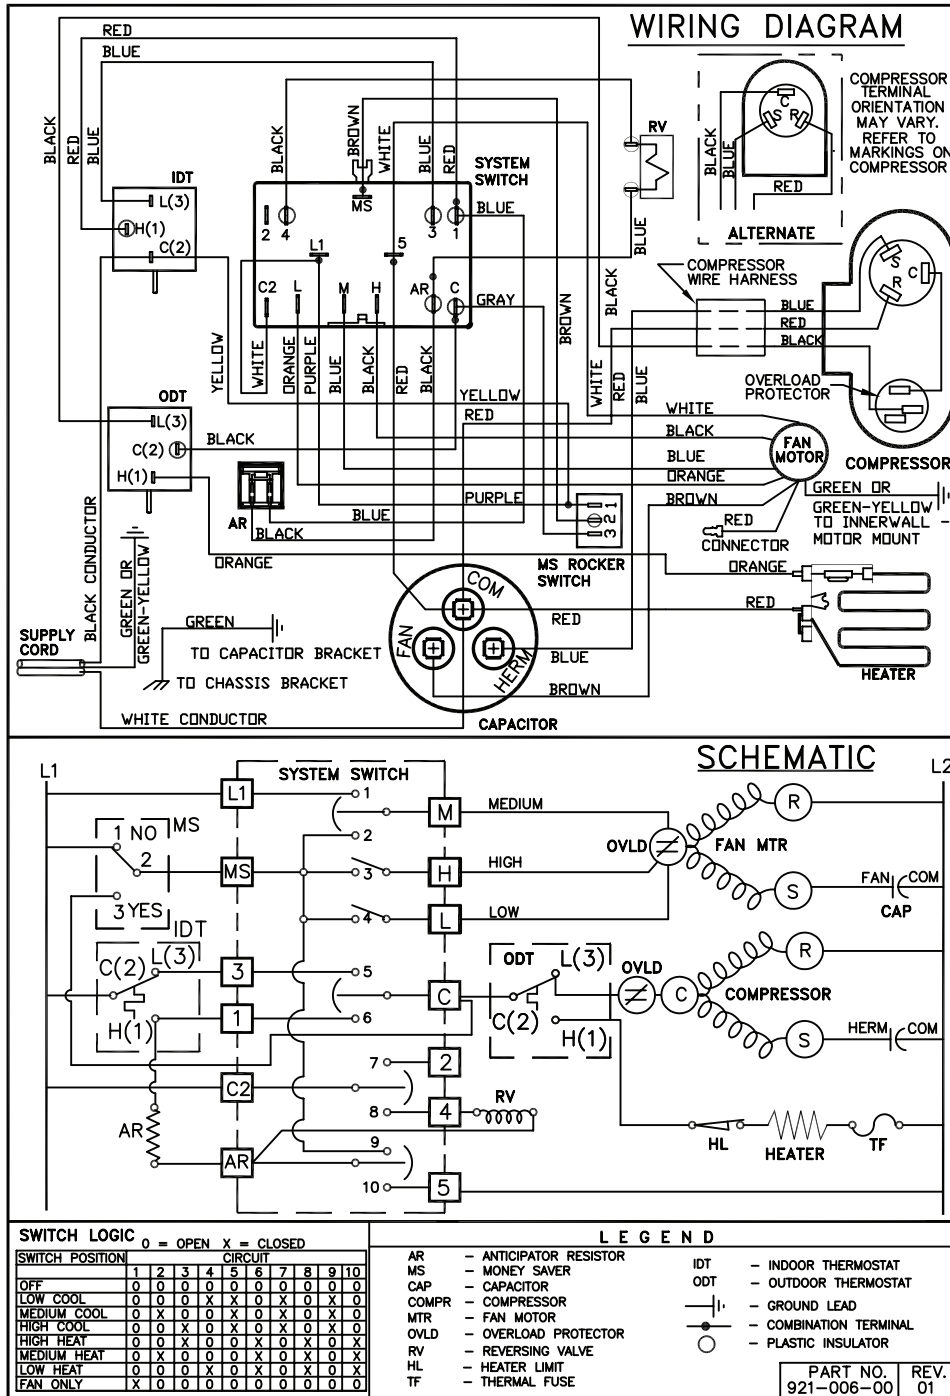 WIRING DIAGRAM
RED
BLUE
BLACK
RED
BLUE
BLACK
BROWN
WHITE
BLUE
RED
SYSTEM
SWITCH
RV
BLACK
BLUE
RED
COMPRESSOR
TERMINAL
ORIENTATION
MAY VARY.
REFER TO
MARKINGS ON
COMPRESSOR
C
S R
ALTERNATE
IDT
L(3)
H(1)
C(2)
MS
2 4
3 1
BLUE
L1
5
C2 L M H AR C
GRAY
BLUE
BLACK
BROWN
COMPRESSOR
WIRE HARNESS
S
R
C
BLUE
RED
BLACK
YELLOW
WHITE
ORANGE
PURPLE
BLUE
BLACK
RED
BLACK
WHITE
RED
BLUE
OVERLOAD
PROTECTOR
ODT
L(3)
C(2)
H(1)
BLACK
YELLOW
RED
WHITE
BLACK
BLUE
ORANGE
BROWN
FAN
MOTOR
COMPRESSOR
PURPLE
1
2
3
AR
BLUE
BLACK
ORANGE
GREEN OR
GREEN-YELLOW
TO INNERWALL -
MOTOR MOUNT
RED
CONNECTOR
MS ROCKER
SWITCH
ORANGE
RED
HEATER
BLACK CONDUCTOR
GREEN OR
GREEN-YELLOW
SUPPLY
CORD
GREEN
TO CAPACITOR BRACKET
TO CHASSIS BRACKET
WHITE CONDUCTOR
COM
FAN
HERM
RED
BLUE
BROWN
CAPACITOR
SCHEMATIC
L1
L2
SYSTEM SWITCH
L1
1
M
MEDIUM
R
1 NO
MS
2
2
OVLD
FAN MTR
MS
3
H
HIGH
FAN
COM
S
CAP
3 YES
4
L
LOW
IDT
C(2)
L(3)
3
5
ODT
L(3)
OVLD
R
C
C
COMPRESSOR
H(1)
1
6
C(2)
H(1)
HERM
COM
S
7
2
C2
8
4
RV
AR
HL
HEATER
TF
9
AR
10
5
SWITCH LOGIC 0 = OPEN X = CLOSED
SWITCH POSITION CIRCUIT
1 2 3 4 5 6 7 8 9 10
OFF 0 0 0 0 0 0 0 0 0 0
LOW COOL 0 0 0 X X 0 X 0 X 0
MEDIUM COOL 0 X 0 0 X 0 X 0 X 0
HIGH COOL 0 0 X 0 X 0 X 0 X 0
HIGH HEAT 0 0 X 0 0 X 0 X 0 X
MEDIUM HEAT 0 X 0 0 0 X 0 X 0 X
LOW HEAT 0 0 0 X 0 X 0 X 0 X
FAN ONLY X 0 0 0 0 0 0 0 0 0
LEGEND
AR – ANTICIPATOR RESISTOR
MS – MONEY SAVER
CAP – CAPACITOR
COMPR – COMPRESSOR
MTR – FAN MOTOR
OVLD – OVERLOAD PROTECTOR
RV – REVERSING VALVE
HL – HEATER LIMIT
TF – THERMAL FUSE
IDT – INDOOR THERMOSTAT
ODT – OUTDOOR THERMOSTAT
– GROUND LEAD
– COMBINATION TERMINAL
– PLASTIC INSULATOR
PART NO. REV.
921-006-00 01